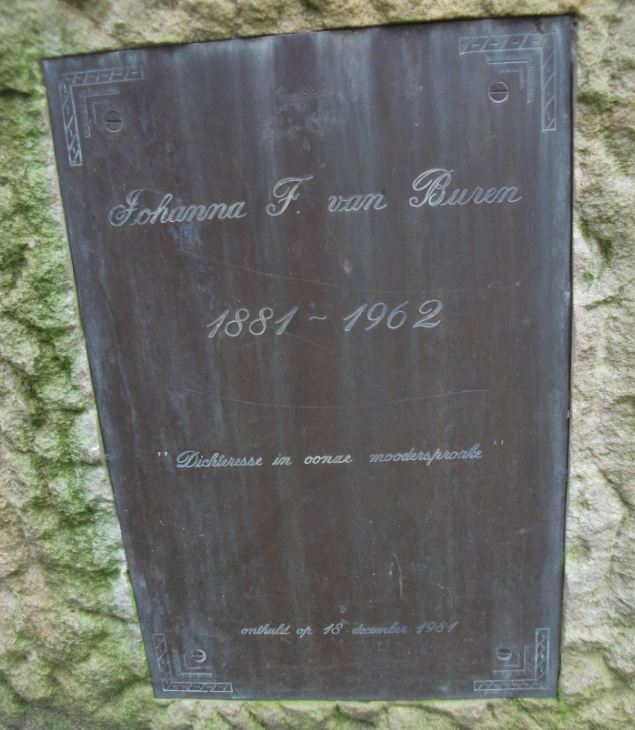 Johanna F. van Buren
1881 ~ 1962
"Dichteresse in oonze moodersproake"
onthuld op 18 december 1981